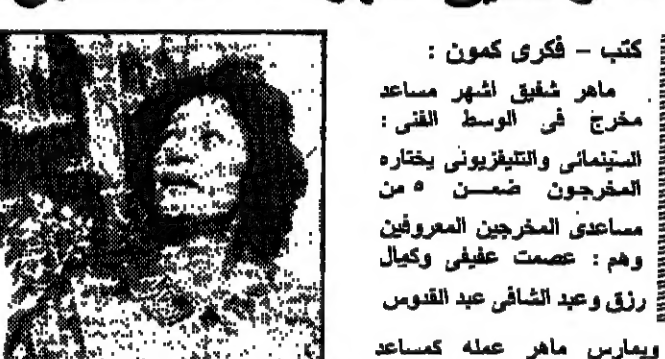 كتب - فكرى كمون :
ماهر شفيق اشهر مساعد
مخرج فى الوسط الفنى :
السينمائى والتليفزيونى يختاره
المخرجون ضمن ٥ من
مساعدى المخرجين المعروفين
وهم : عصمت عفيفى وكمال
رزق وعبد الشافى عبد القدوس
ويمارس ماهر عمله كمساعد